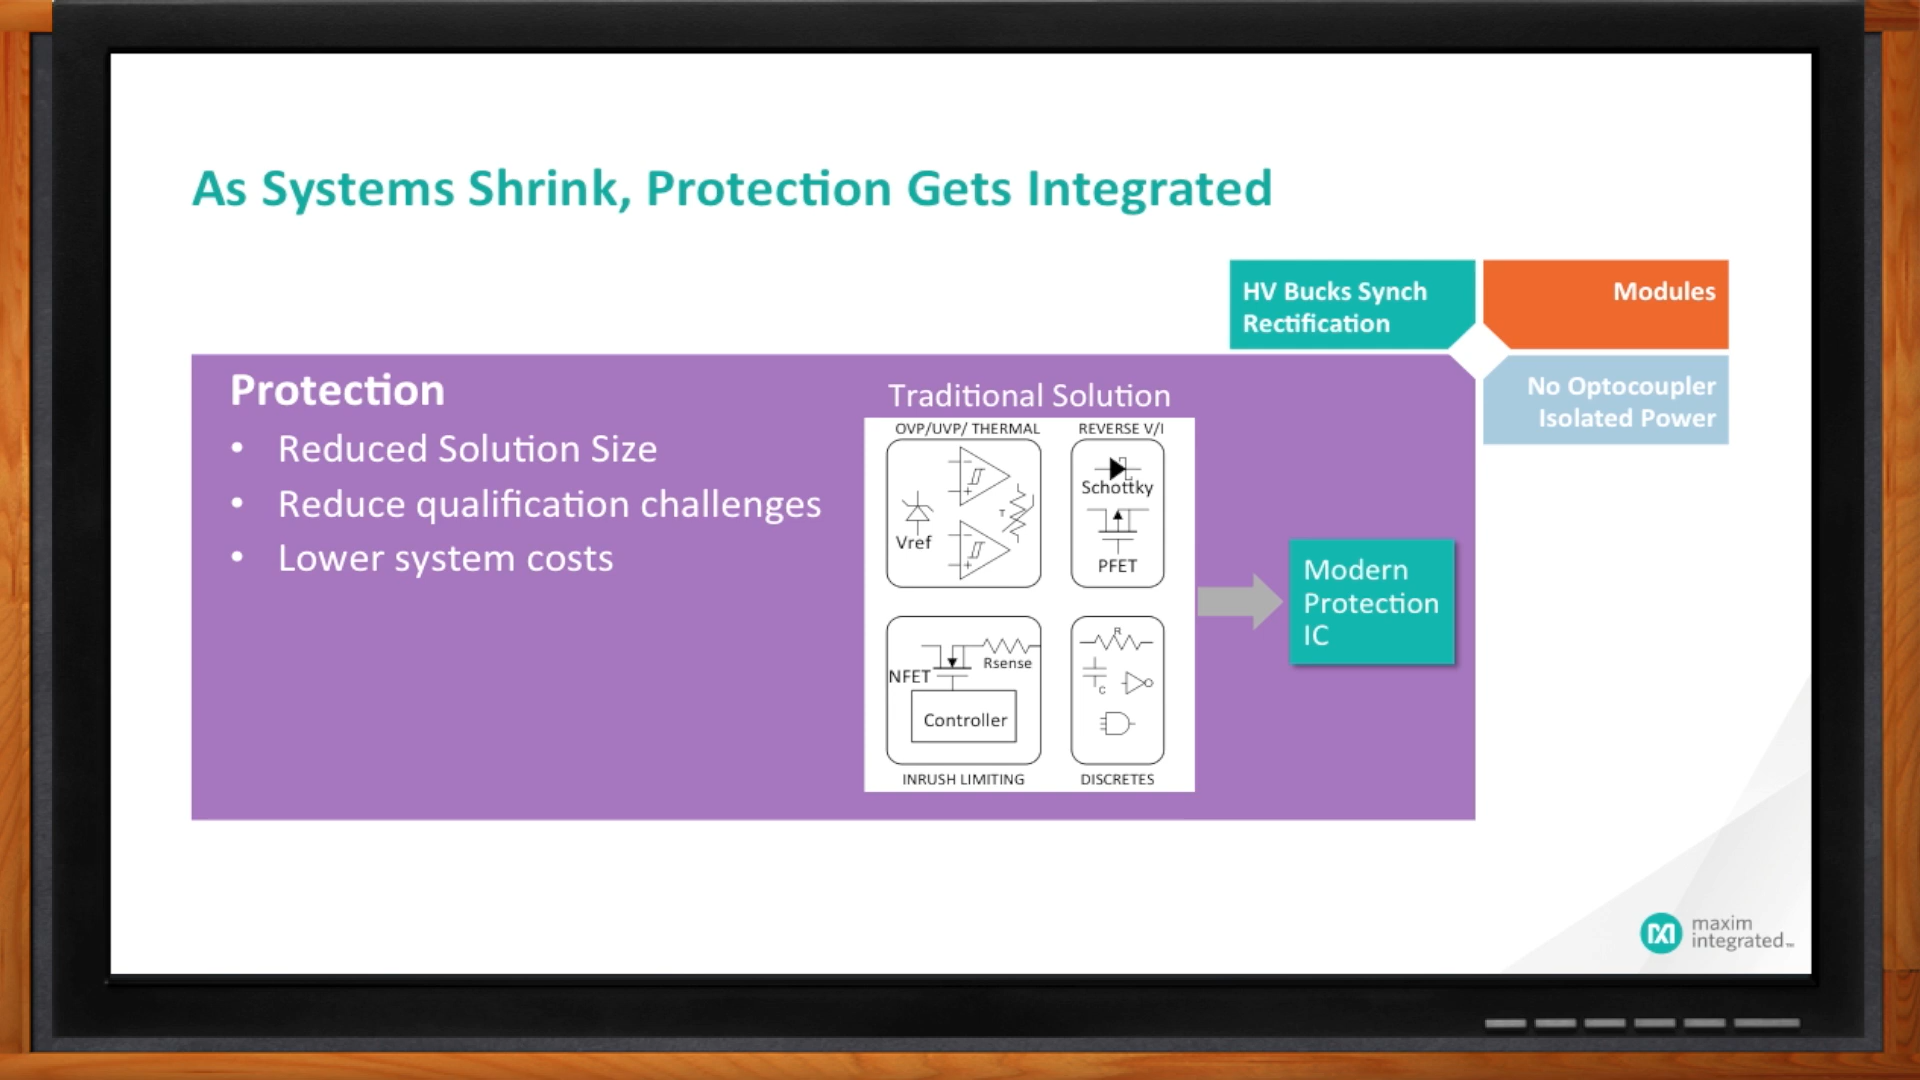 As Systems Shrink, Protection Gets Integrated
HV Bucks Synch
Rectification
Modules
No Optocoupler
Isolated Power
Protection
• Reduced Solution Size
• Reduce qualification challenges
• Lower system costs
Traditional Solution
OVP/UVP/ THERMAL
REVERSE V/I
Vref
T
Schottky
PFET
NFET
Rsense
Controller
R
C
INRUSH LIMITING
DISCRETES
Modern
Protection
IC
maxim
integrated™